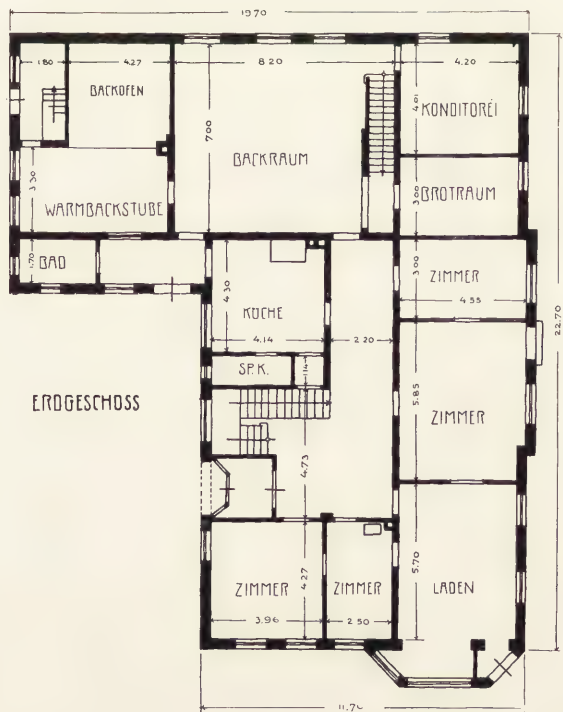 19.70
1.80
4.27
8.20
4.20
BACKOFEN
4.01
KONDITOREI
7.00
BACKRAUM
3.30
WARMBACKSTUBE
3.00
BROTRAUM
BAD
1.70
4.30
KÜCHE
4.14
2.20
3.00
ZIMMER
4.55
22.70
SP.K.
1.14
ERDGESCHOSS
5.85
ZIMMER
4.73
5.70
LADEN
ZIMMER
3.96
4.27
ZIMMER
2.50